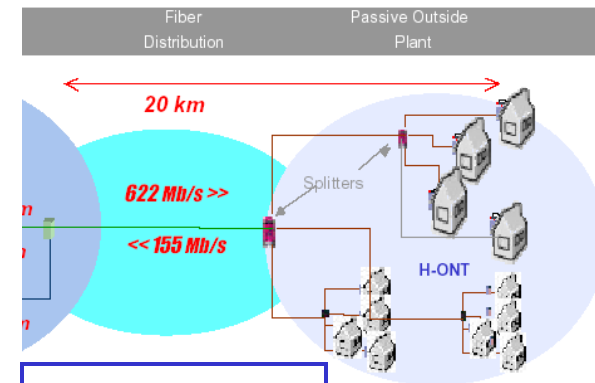 Fiber
Distribution
Passive Outside
Plant
20 km
622 Mb/s >>
Splitters
<< 155 Mb/s
H-ONT
m
m